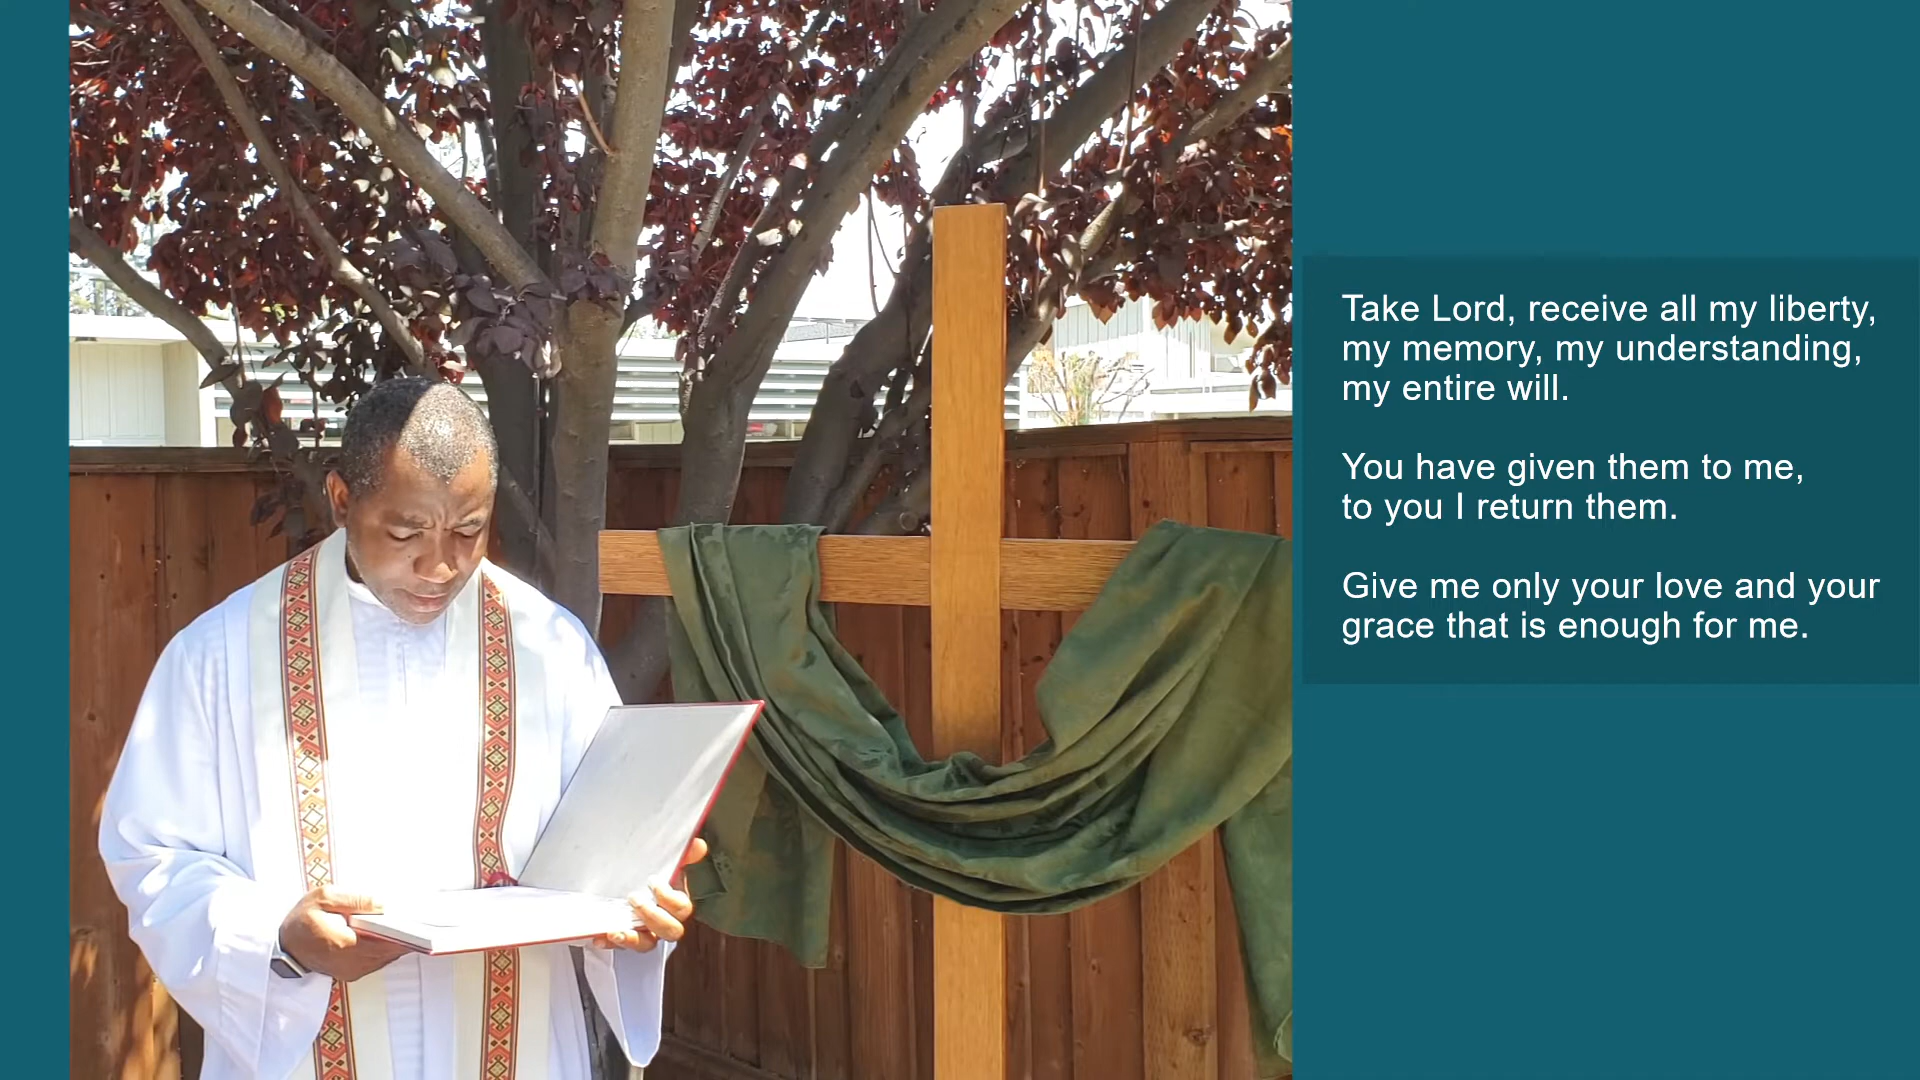 Take Lord, receive all my liberty,
my memory, my understanding,
my entire will.
You have given them to me,
to you I return them.
Give me only your love and your
grace that is enough for me.